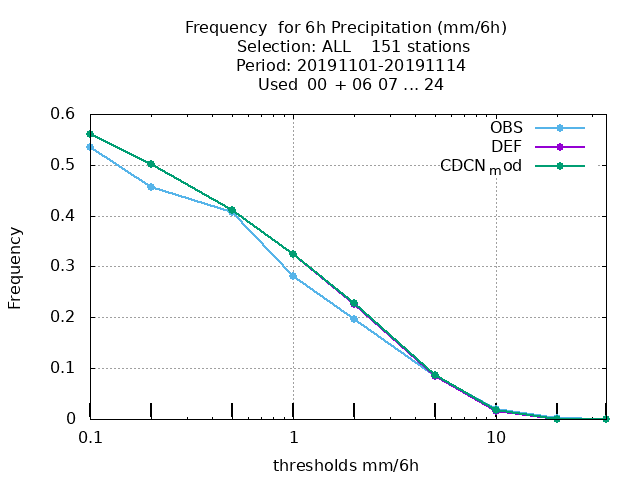 Frequency  for 6h Precipitation (mm/6h)
Selection: ALL    151 stations
Period: 20191101-20191114
Used  00  + 06 07 ... 24
OBS
DEF
CDCN_mod
Frequency
0.6
0.5
0.4
0.3
0.2
0.1
0
0.1
1
10
thresholds mm/6h